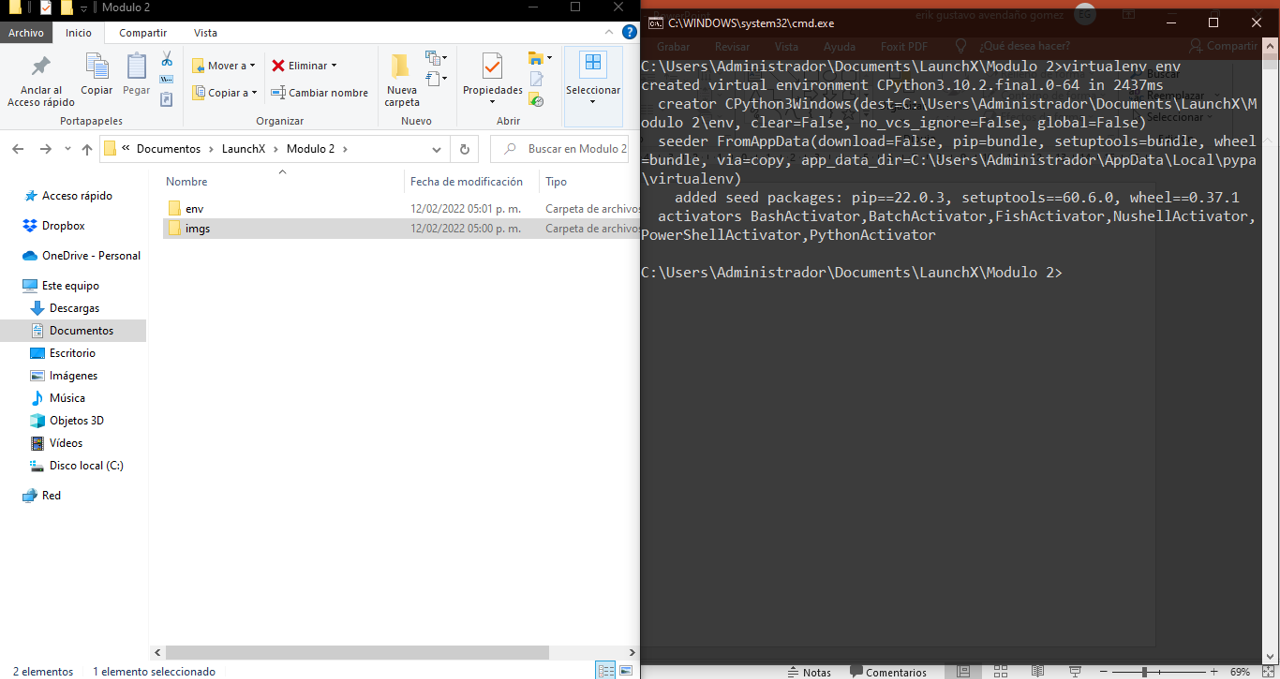 Modulo 2
Archivo
Inicio
Compartir
Vista
Anclar al
Acceso rápido
Copiar
Pegar
Portapapeles
Mover a
Copiar a
Eliminar
Cambiar nombre
Organizar
Nueva
carpeta
Nuevo
Propiedades
Abrir
Seleccionar
« Documentos > LaunchX > Modulo 2 >
Buscar en Modulo 2
Nombre
Fecha de modificación
Tipo
env
12/02/2022 05:01 p. m.
Carpeta de archivos
imgs
12/02/2022 05:00 p. m.
Carpeta de archivos
Acceso rápido
Dropbox
OneDrive - Personal
Este equipo
Descargas
Documentos
Escritorio
Imágenes
Música
Objetos 3D
Vídeos
Disco local (C:)
Red
2 elementos
1 elemento seleccionado
erik gustavo avendaño gomez
C:\WINDOWS\system32\cmd.exe
Grabar
Revisar
Vista
Ayuda
Foxit PDF
¿Qué desea hacer?
Compartir
Buscar
Reemplazar
Seleccionar
C:\Users\Administrador\Documents\LaunchX\Modulo 2>virtualenv env
created virtual environment CPython3.10.2.final.0-64 in 2437ms
creator CPython3Windows(dest=C:\Users\Administrador\Documents\LaunchX\M
odulo 2\env, clear=False, no_vcs_ignore=False, global=False)
seeder FromAppData(download=False, pip=bundle, setuptools=bundle, wheel
=bundle, via=copy, app_data_dir=C:\Users\Administrador\AppData\Local\pypa
\virtualenv)
added seed packages: pip==22.0.3, setuptools==60.6.0, wheel==0.37.1
activators BashActivator,BatchActivator,FishActivator,NushellActivator,
PowerShellActivator,PythonActivator
C:\Users\Administrador\Documents\LaunchX\Modulo 2>
Notas
Comentarios
69%